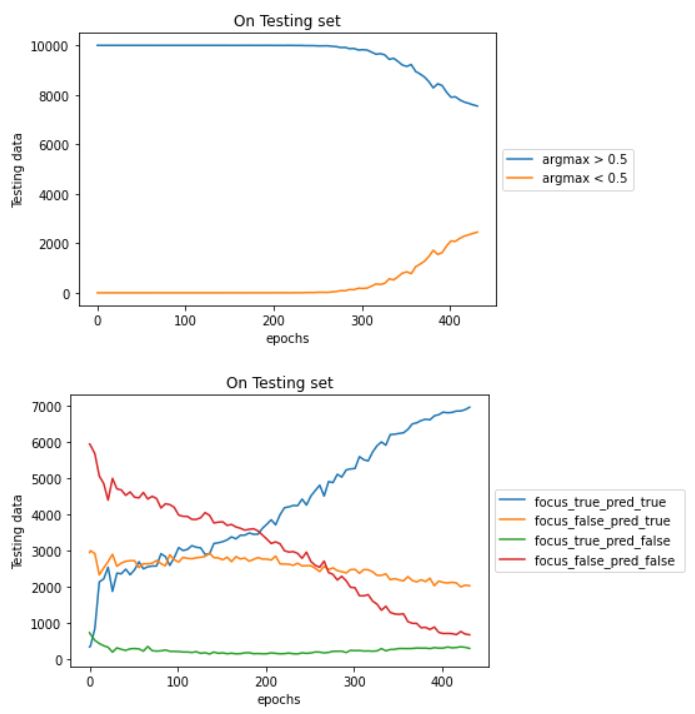 On Testing set
10000
8000
6000
4000
2000
0
Testing data
0 100 200 300 400
epochs
argmax > 0.5
argmax < 0.5
On Testing set
7000
6000
5000
4000
3000
2000
1000
0
Testing data
0 100 200 300 400
epochs
focus_true_pred_true
focus_false_pred_true
focus_true_pred_false
focus_false_pred_false